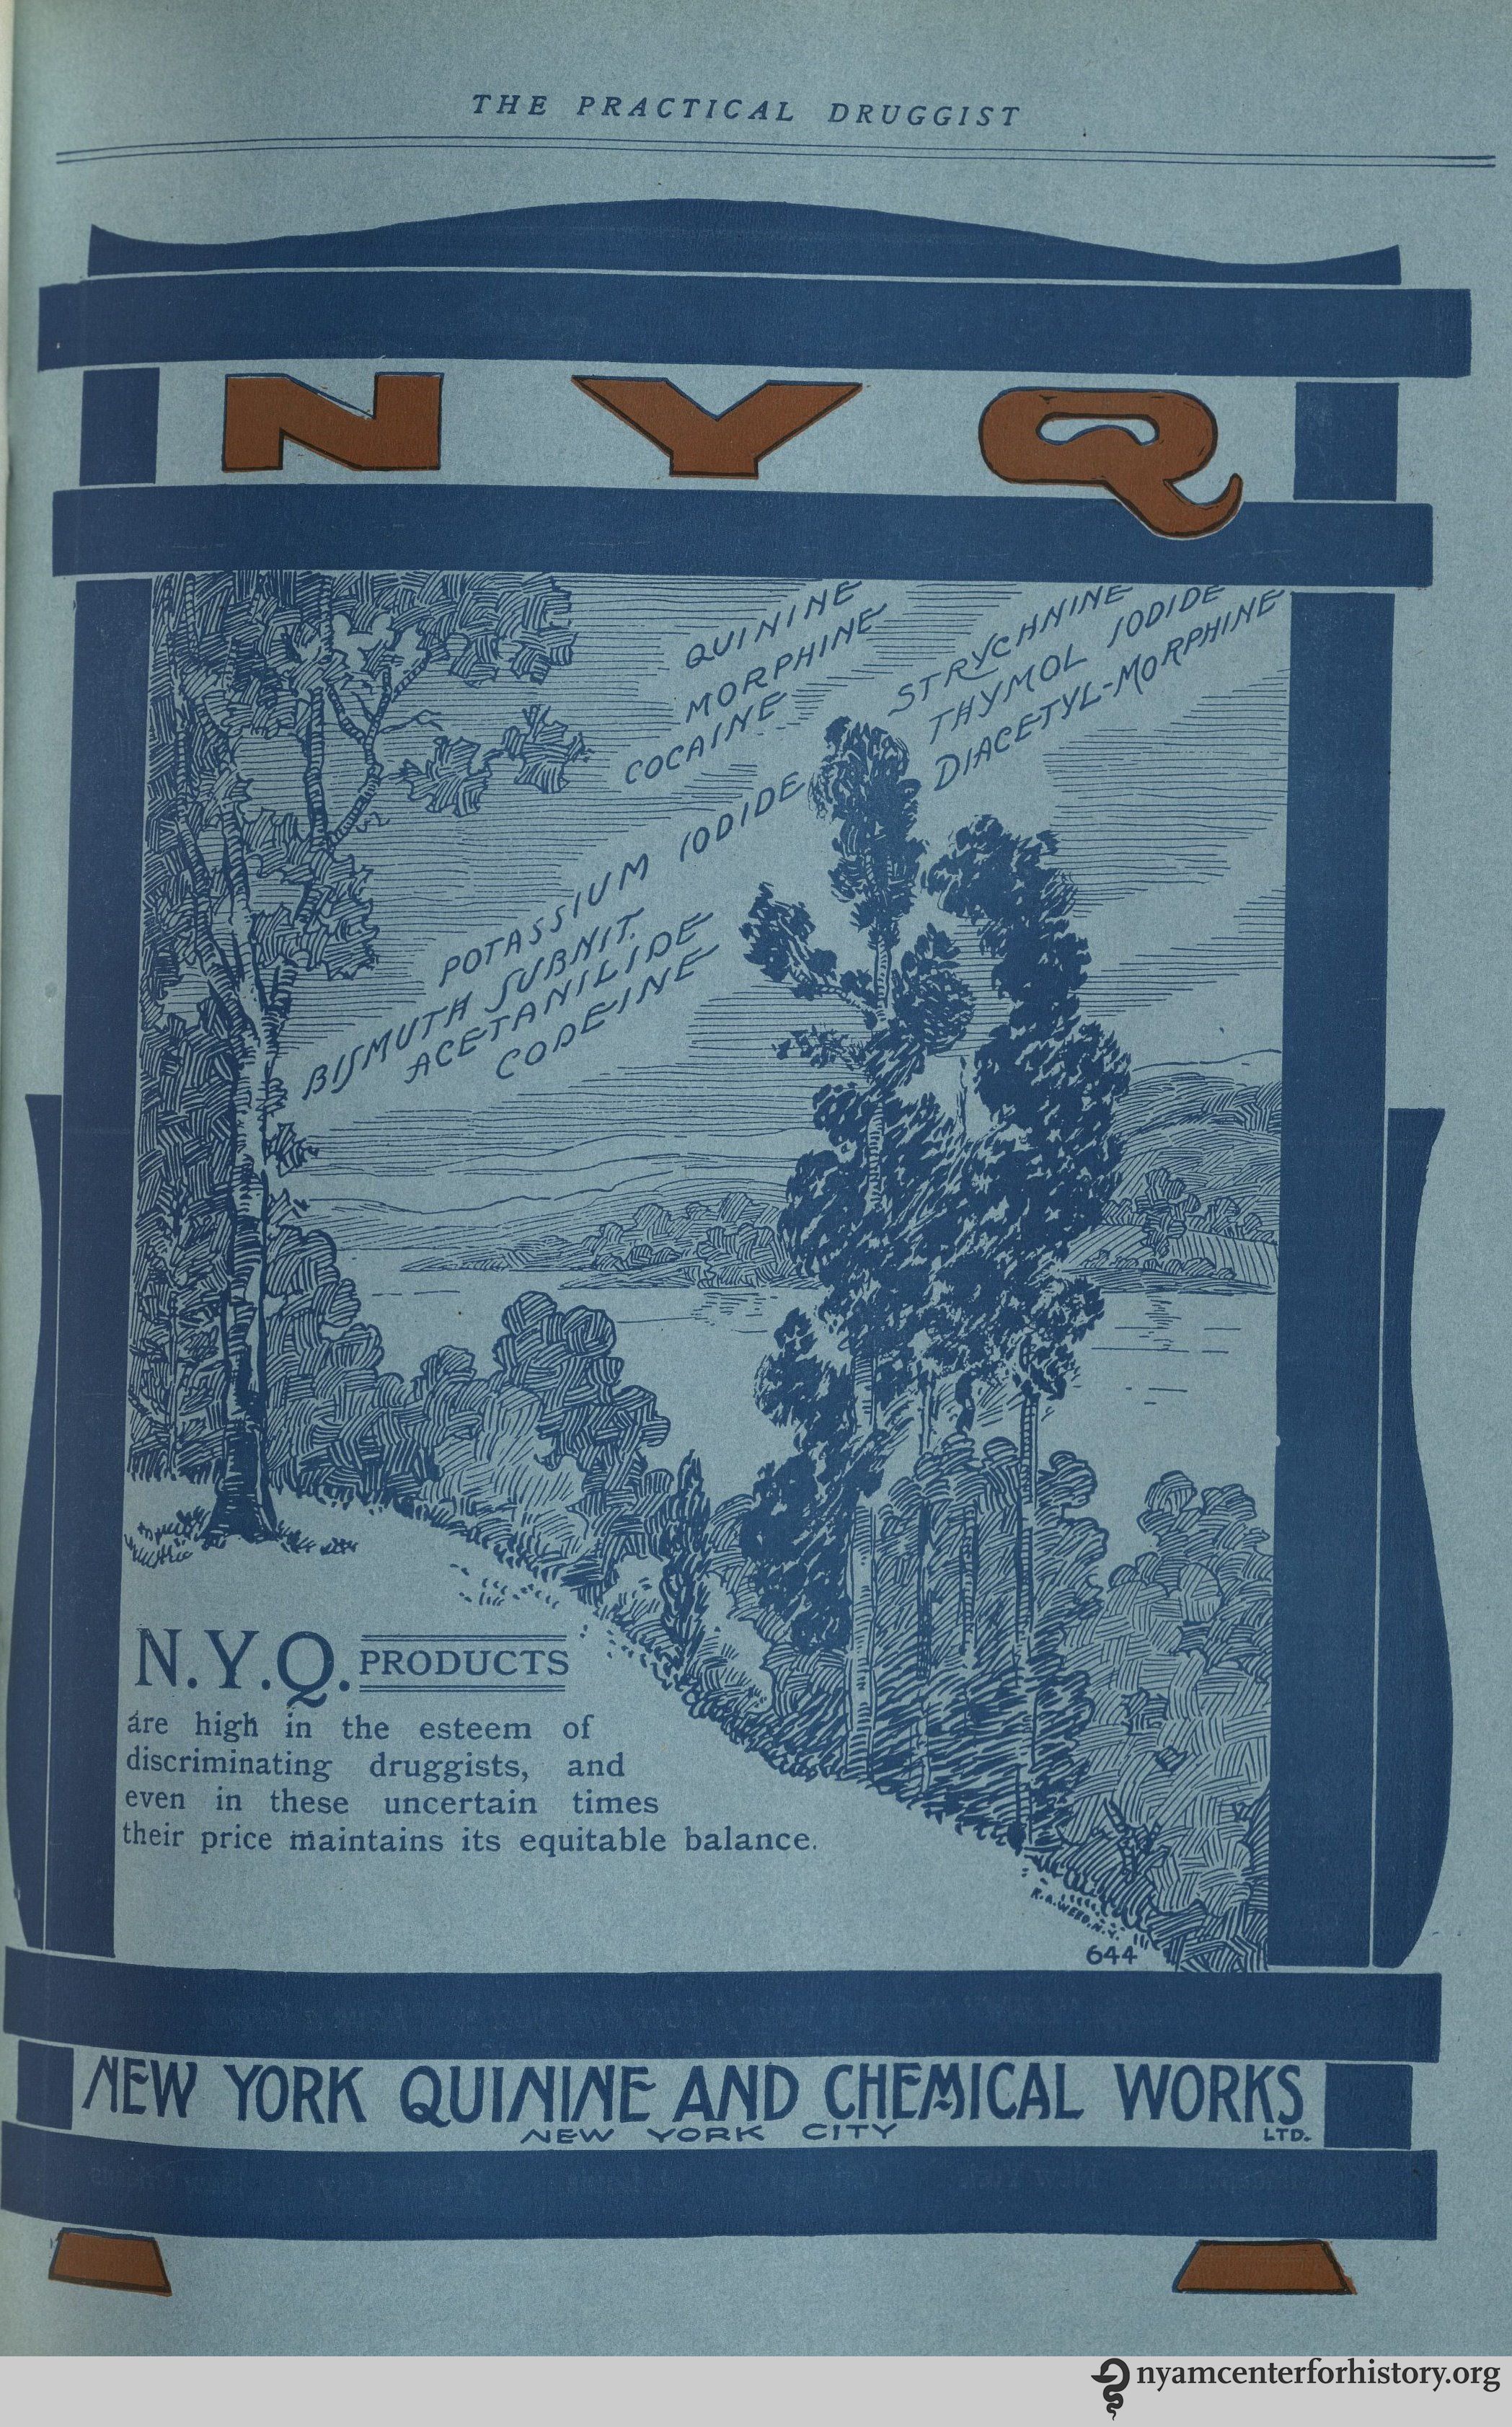 THE PRACTICAL DRUGGIST
NYQ
QUININE
MORPHINE
COCAINE
STRYCHNINE
THYMOL IODIDE
DIACETYL-MORPHINE
POTASSIUM IODIDE
BISMUTH SUBNIT.
ACETANILIDE
CODEINE
N.Y.Q. PRODUCTS
are high in the esteem of
discriminating druggists, and
even in these uncertain times
their price maintains its equitable balance.
R.A. WEED. N.Y.
644
NEW YORK QUININE AND CHEMICAL WORKS
LTD.
NEW YORK CITY
nyamcenterforhistory.org